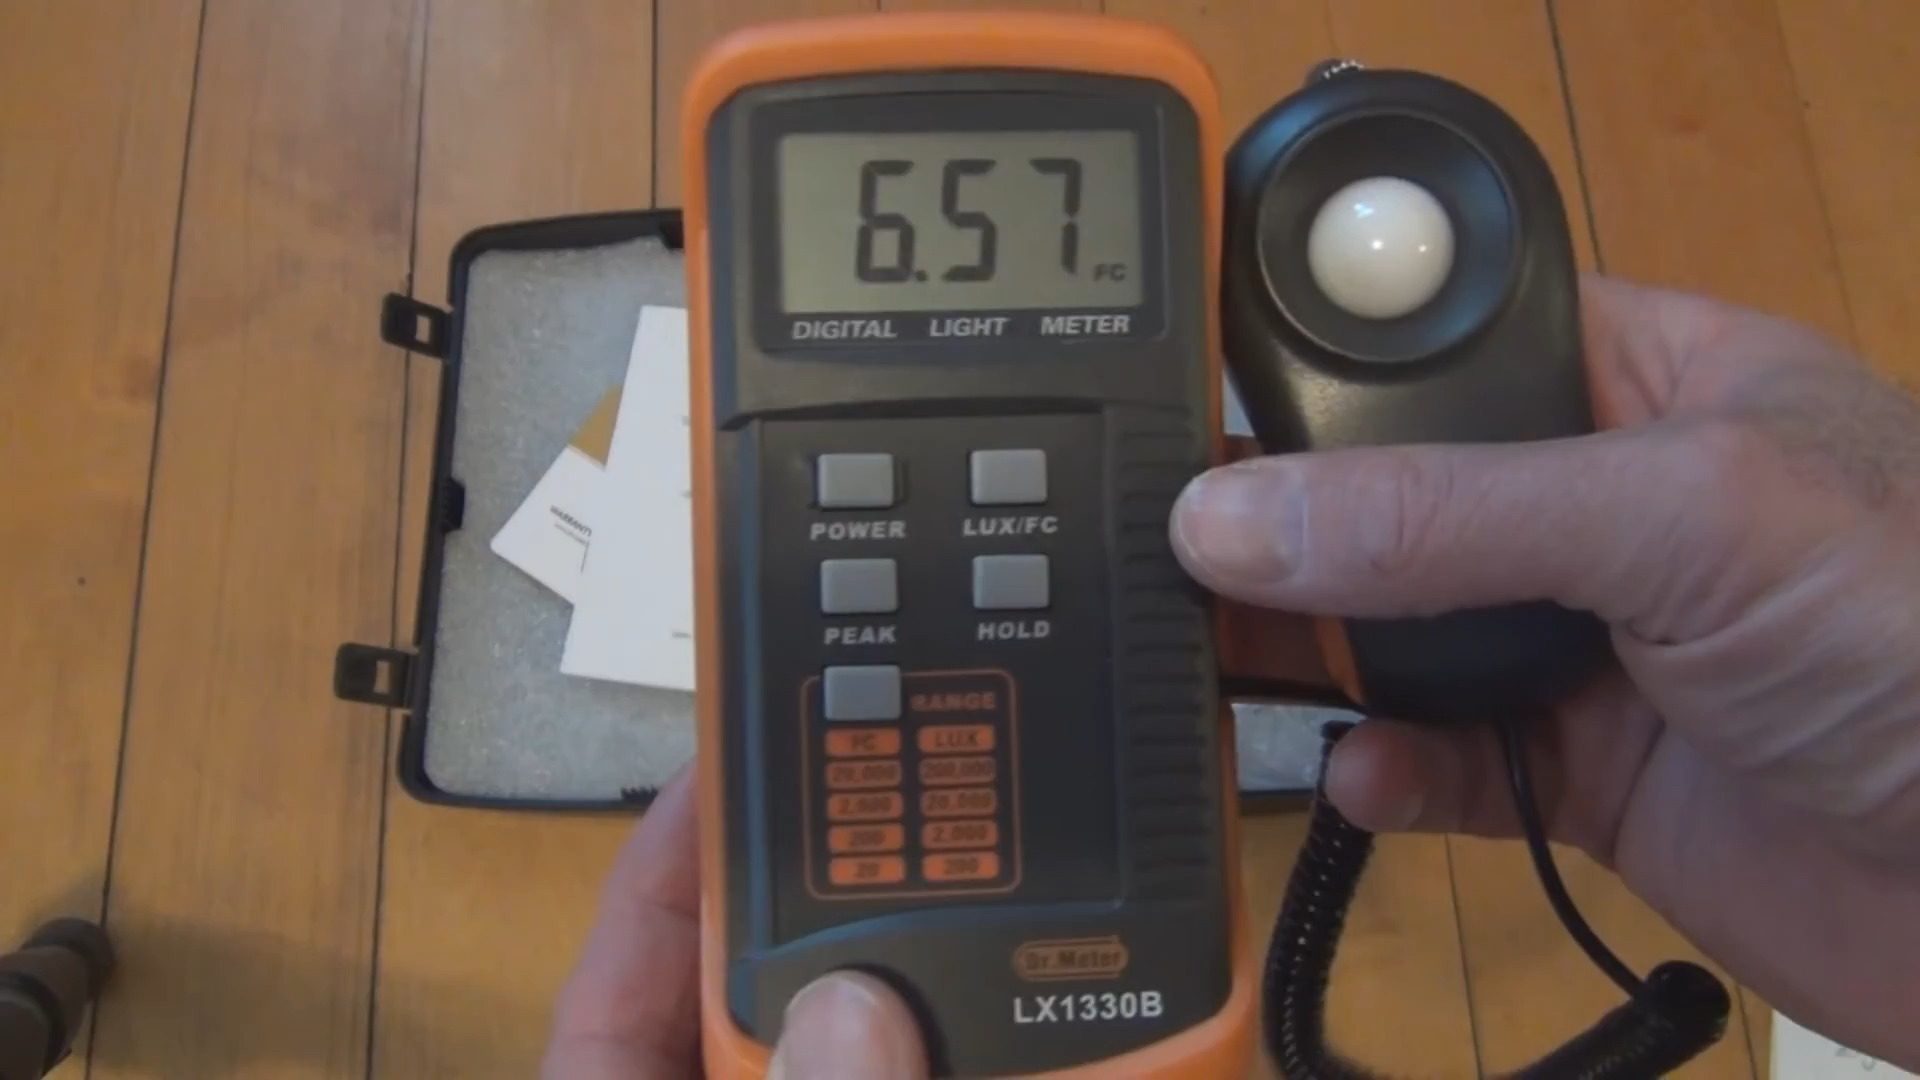 6.57 FC
DIGITAL LIGHT METER
POWER LUX/FC
PEAK HOLD
RANGE
FC LUX
20,000 200,000
2,000 20,000
200 2,000
20 200
Dr.Meter
LX1330B
WARRANTY